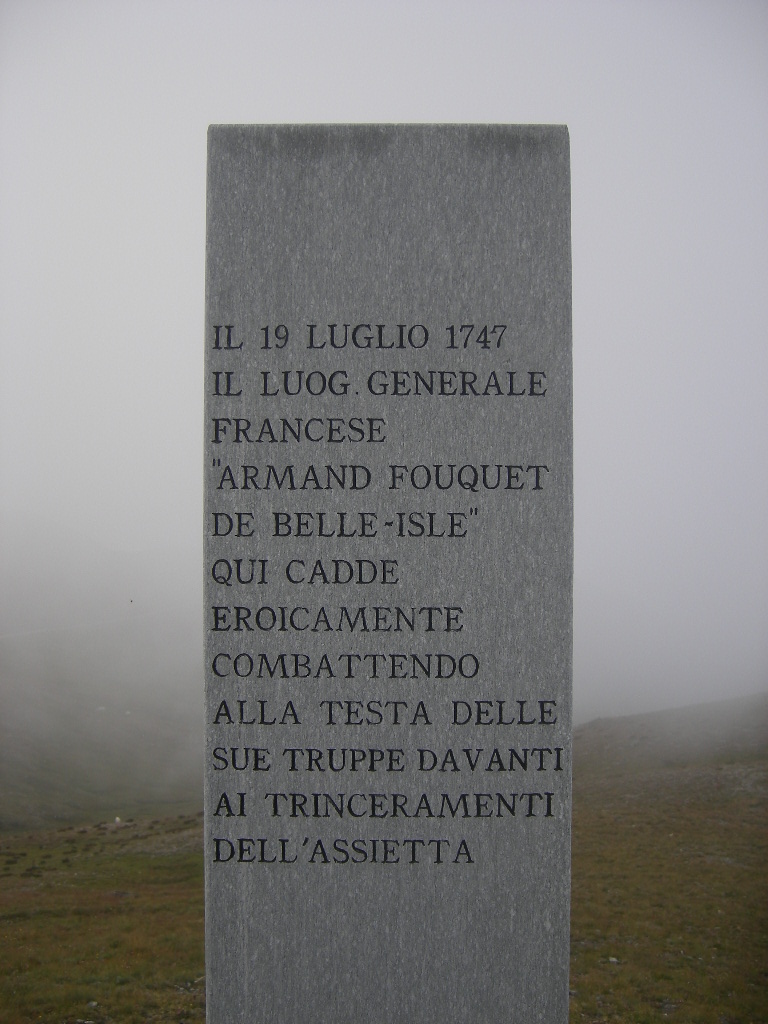 IL 19 LUGLIO 1747
IL LUOG. GENERALE
FRANCESE
"ARMAND FOUQUET
DE BELLE-ISLE"
QUI CADDE
EROICAMENTE
COMBATTENDO
ALLA TESTA DELLE
SUE TRUPPE DAVANTI
AI TRINCERAMENTI
DELL'ASSIETTA